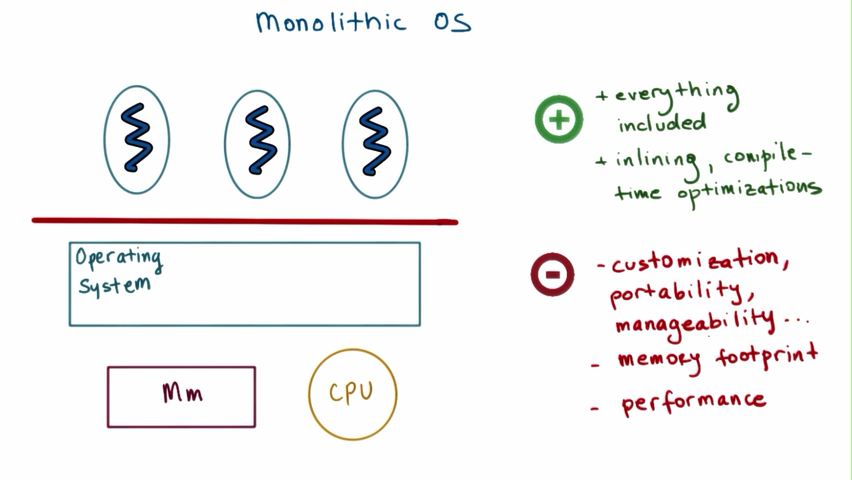 Monolithic OS
Operating
System
Mm
CPU
+ everything
included
+ inlining, compile-
time optimizations
- customization,
portability,
manageability...
- memory footprint
- performance